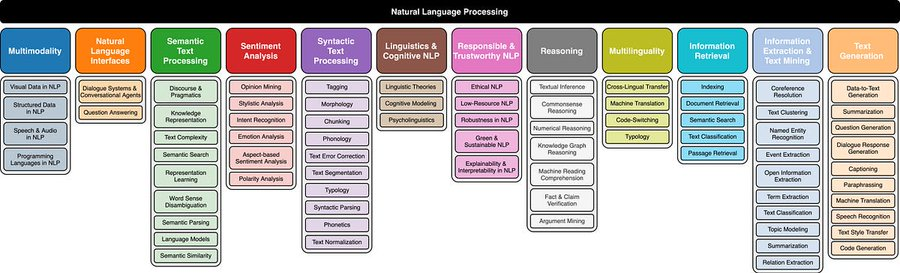 Natural Language Processing
Multimodality
Visual Data in NLP
Structured Data
in NLP
Speech & Audio
in NLP
Programming
Languages in NLP
Natural
Language
Interfaces
Dialogue Systems &
Conversational Agents
Question Answering
Semantic
Text
Processing
Discourse &
Pragmatics
Knowledge
Representation
Text Complexity
Semantic Search
Representation
Learning
Word Sense
Disambiguation
Semantic Parsing
Language Models
Semantic Similarity
Sentiment
Analysis
Opinion Mining
Stylistic Analysis
Intent Recognition
Emotion Analysis
Aspect-based
Sentiment Analysis
Polarity Analysis
Syntactic
Text
Processing
Tagging
Morphology
Chunking
Phonology
Text Error Correction
Text Segmentation
Typology
Syntactic Parsing
Phonetics
Text Normalization
Linguistics &
Cognitive NLP
Linguistic Theories
Cognitive Modeling
Psycholinguistics
Responsible &
Trustworthy NLP
Ethical NLP
Low-Resource NLP
Robustness in NLP
Green &
Sustainable NLP
Explainability &
Interpretability in NLP
Reasoning
Textual Inference
Commonsense
Reasoning
Numerical Reasoning
Knowledge Graph
Reasoning
Machine Reading
Comprehension
Fact & Claim
Verification
Argument Mining
Multilinguality
Cross-Lingual Transfer
Machine Translation
Code-Switching
Typology
Information
Retrieval
Indexing
Document Retrieval
Semantic Search
Text Classification
Passage Retrieval
Information
Extraction &
Text Mining
Coreference
Resolution
Text Clustering
Named Entity
Recognition
Event Extraction
Open Information
Extraction
Term Extraction
Text Classification
Topic Modeling
Summarization
Relation Extraction
Text
Generation
Data-to-Text
Generation
Summarization
Question Generation
Dialogue Response
Generation
Captioning
Paraphrasing
Machine Translation
Speech Recognition
Text Style Transfer
Code Generation